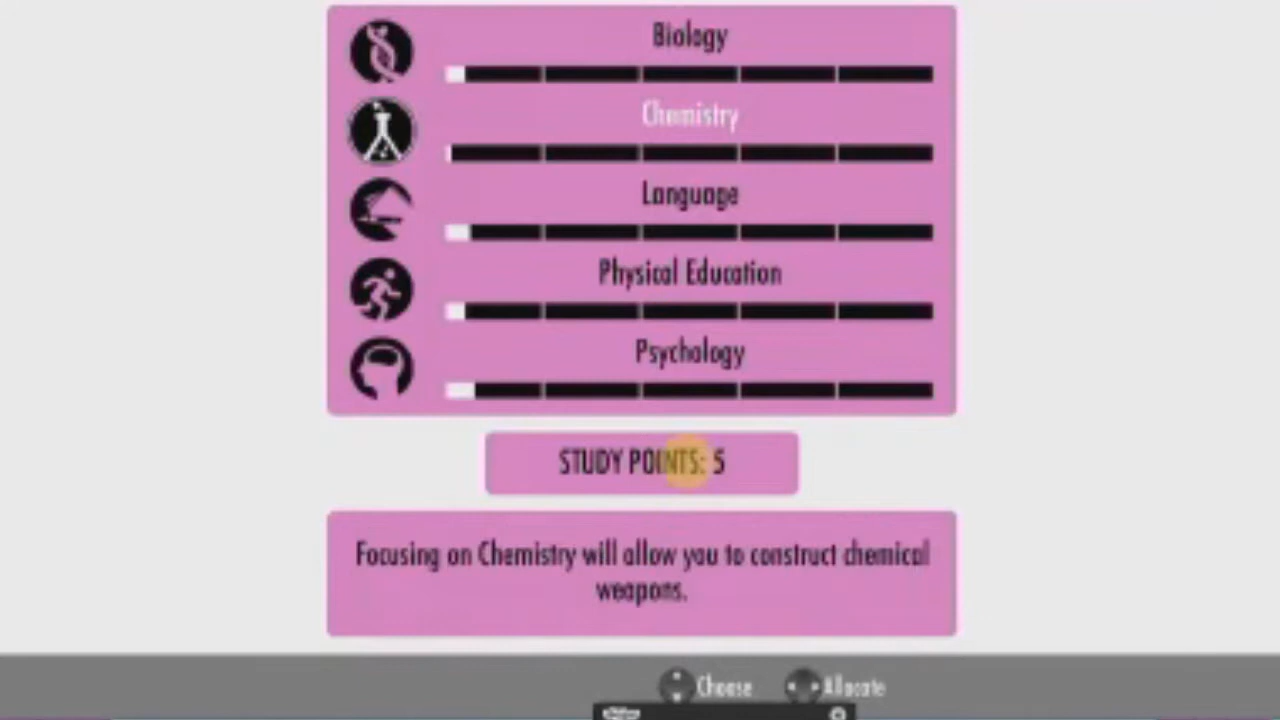 Biology
Chemistry
Language
Physical Education
Psychology
STUDY POINTS: 5
Focusing on Chemistry will allow you to construct chemical
weapons.
Choose Allocate